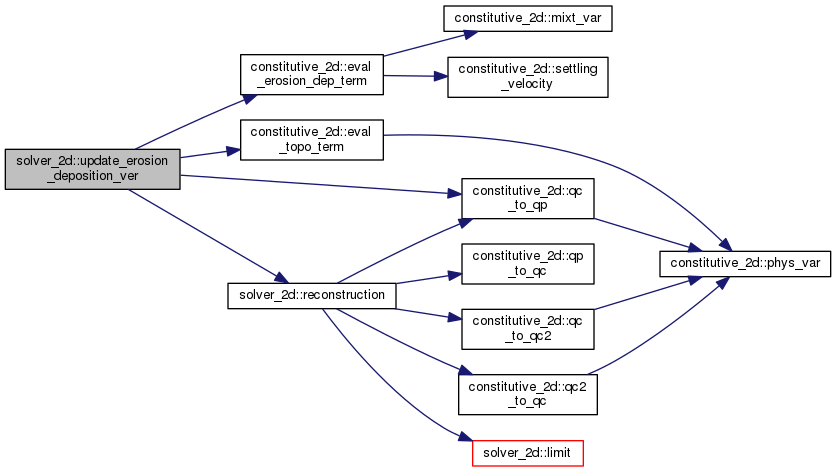 constitutive_2d::mixt_var
constitutive_2d::eval
_erosion_dep_term
constitutive_2d::settling
_velocity
constitutive_2d::eval
_topo_term
solver_2d::update_erosion
_deposition_ver
constitutive_2d::qc
_to_qp
constitutive_2d::qp
_to_qc
constitutive_2d::phys_var
solver_2d::reconstruction
constitutive_2d::qc
_to_qc2
constitutive_2d::qc2
_to_qc
solver_2d::limit